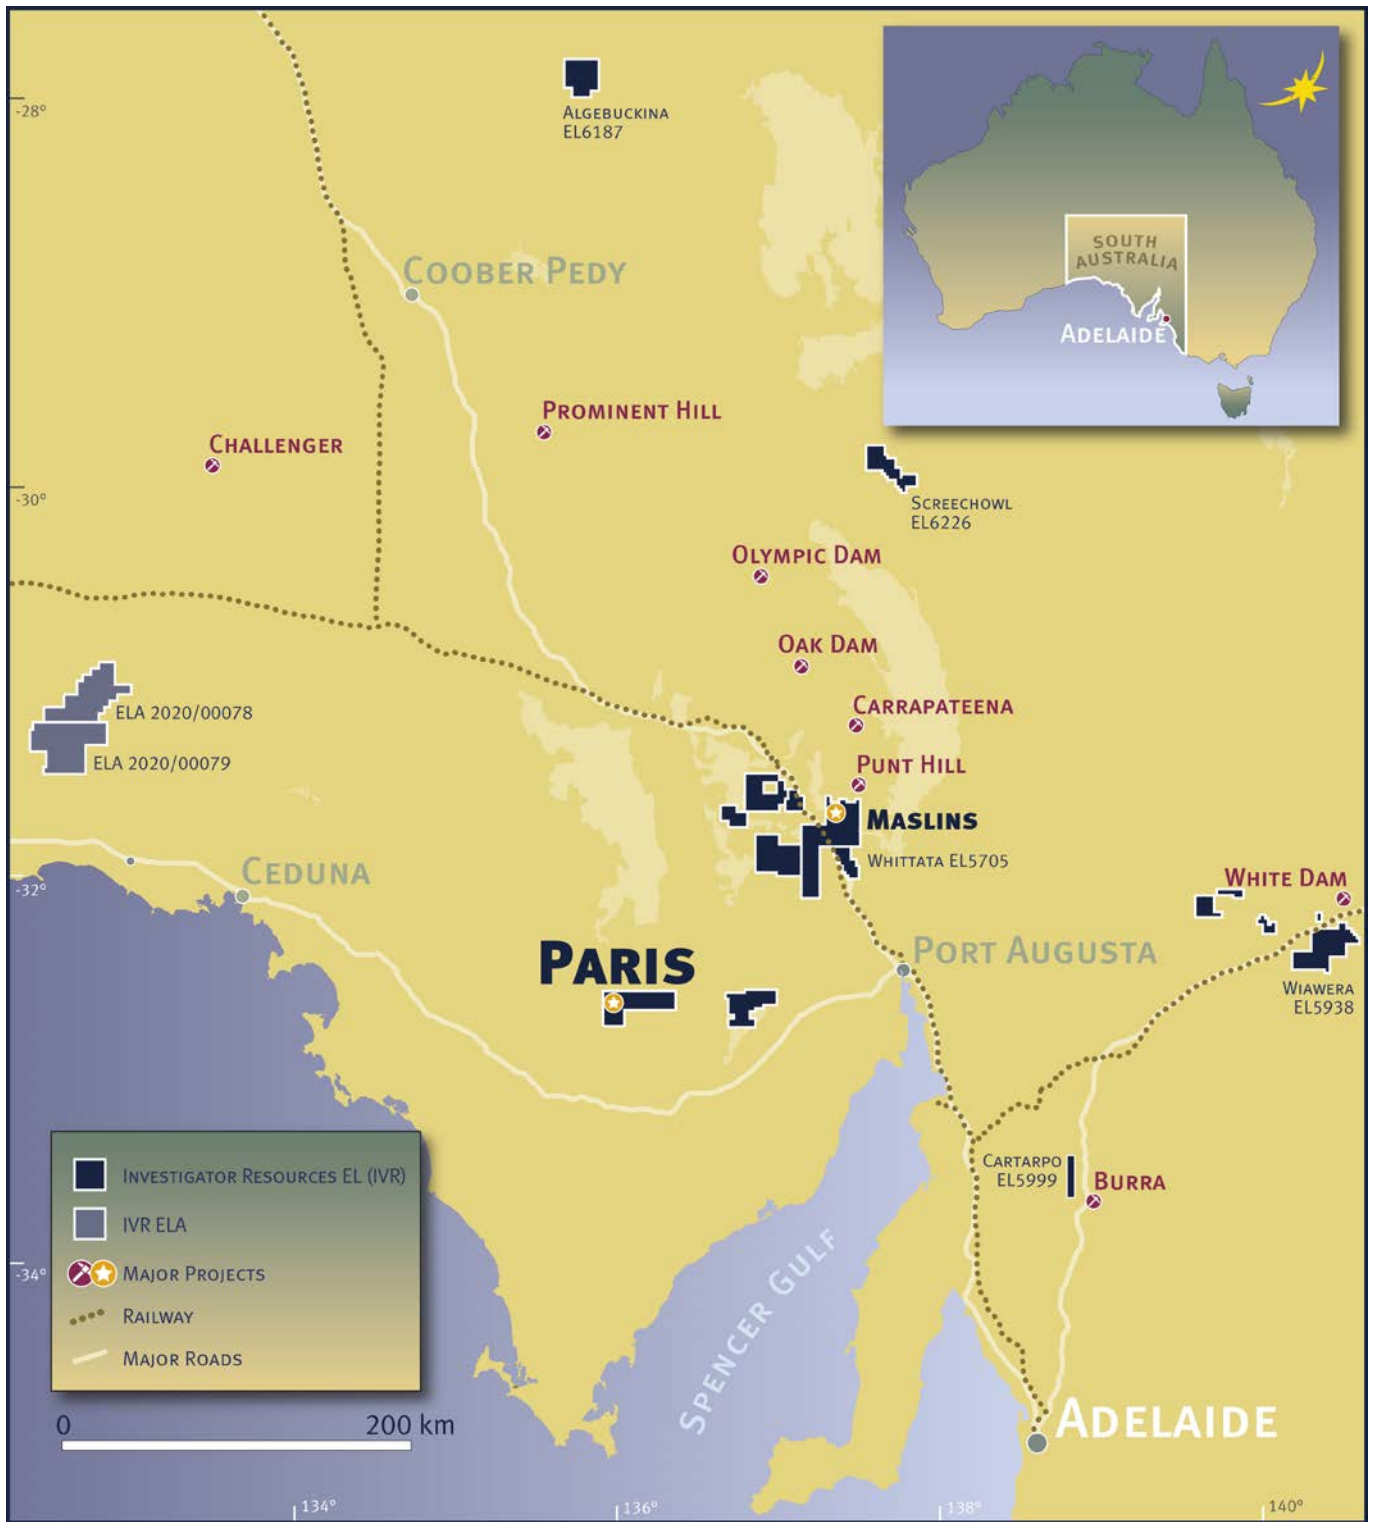 -28°
ALGEBUCKINA
EL6187
SOUTH
AUSTRALIA
ADELAIDE
COOBER PEDY
PROMINENT HILL
CHALLENGER
-30°
SCREECHOWL
EL6226
OLYMPIC DAM
OAK DAM
ELA 2020/00078
CARRAPATEENA
ELA 2020/00079
PUNT HILL
MASLINS
WHITTATA EL5705
CEDUNA
-32°
WHITE DAM
PARIS
PORT AUGUSTA
WIAWERA
EL5938
CARTARPO
EL5999
BURRA
INVESTIGATOR RESOURCES EL (IVR)
IVR ELA
-34°
MAJOR PROJECTS
RAILWAY
MAJOR ROADS
SPENCER GULF
0 200 km
ADELAIDE
134° 136° 138° 140°